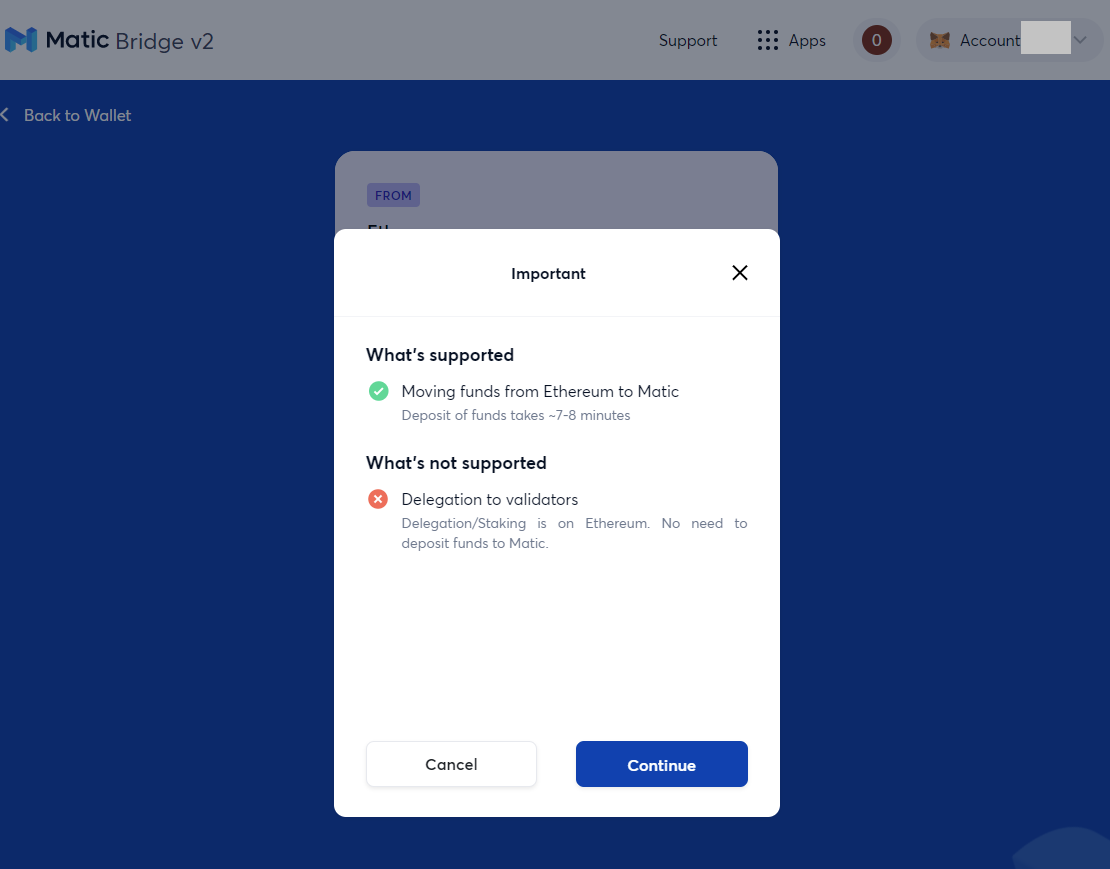 Matic Bridge v2
Support
Apps
0
Account
Back to Wallet
FROM
Important
What's supported
Moving funds from Ethereum to Matic
Deposit of funds takes ~7-8 minutes
What's not supported
Delegation to validators
Delegation/Staking is on Ethereum. No need to
deposit funds to Matic.
Cancel
Continue